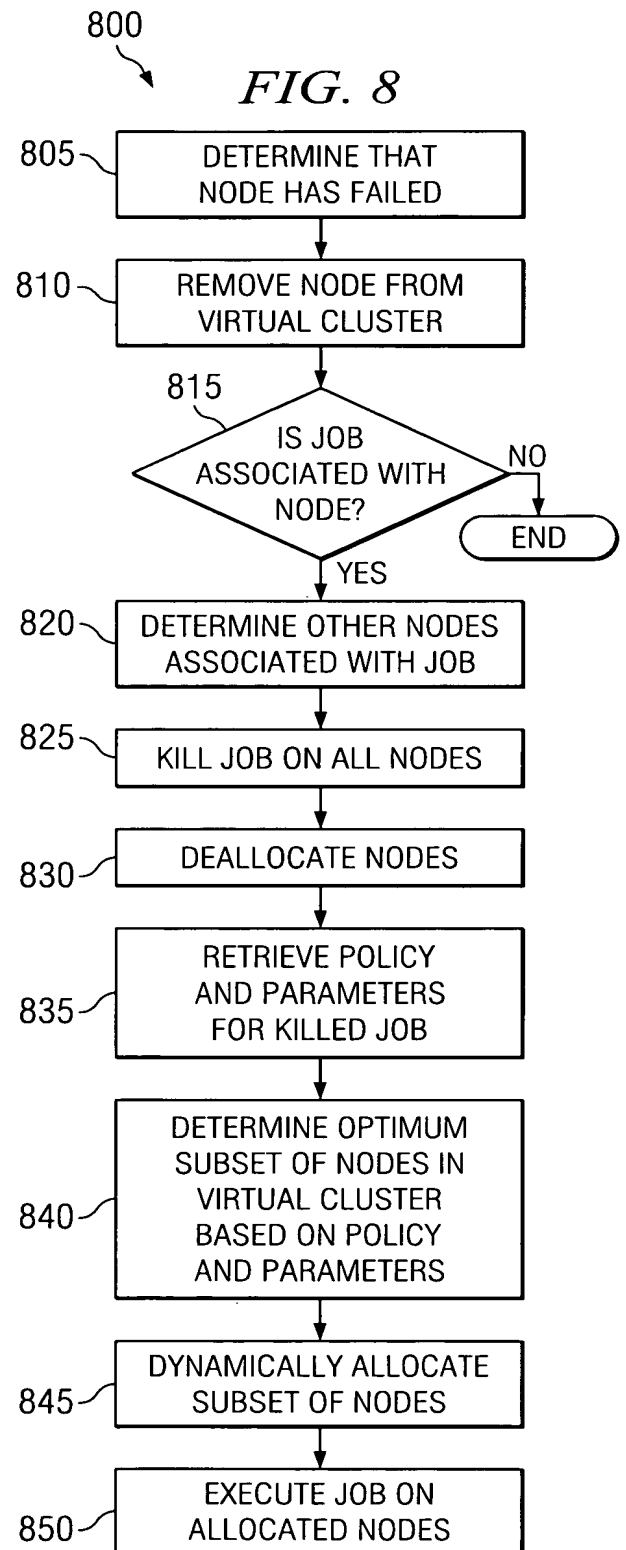 800
FIG. 8
805
DETERMINE THAT
NODE HAS FAILED
810
REMOVE NODE FROM
VIRTUAL CLUSTER
815
IS JOB
ASSOCIATED WITH
NODE?
NO
END
YES
820
DETERMINE OTHER NODES
ASSOCIATED WITH JOB
825
KILL JOB ON ALL NODES
830
DEALLOCATE NODES
835
RETRIEVE POLICY
AND PARAMETERS
FOR KILLED JOB
840
DETERMINE OPTIMUM
SUBSET OF NODES IN
VIRTUAL CLUSTER
BASED ON POLICY
AND PARAMETERS
845
DYNAMICALLY ALLOCATE
SUBSET OF NODES
850
EXECUTE JOB ON
ALLOCATED NODES